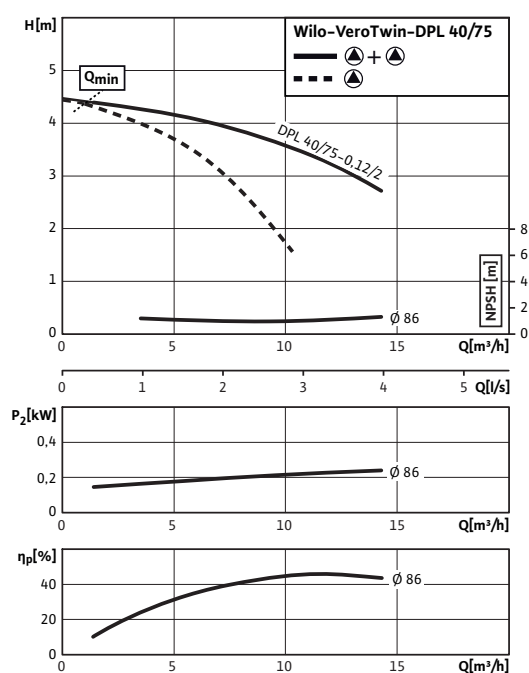 H[m]
Wilo-VeroTwin-DPL 40/75
+
Qmin
DPL 40/75-0,12/2
5
4
3
2
1
0
8
6
4
2
0
NPSH [m]
Ø 86
0 5 10 15 Q[m³/h]
0 1 2 3 4 5 Q[l/s]
P₂[kW]
0,4
0,2
0
Ø 86
0 5 10 15 Q[m³/h]
ηp[%]
40
20
0
Ø 86
0 5 10 15 Q[m³/h]